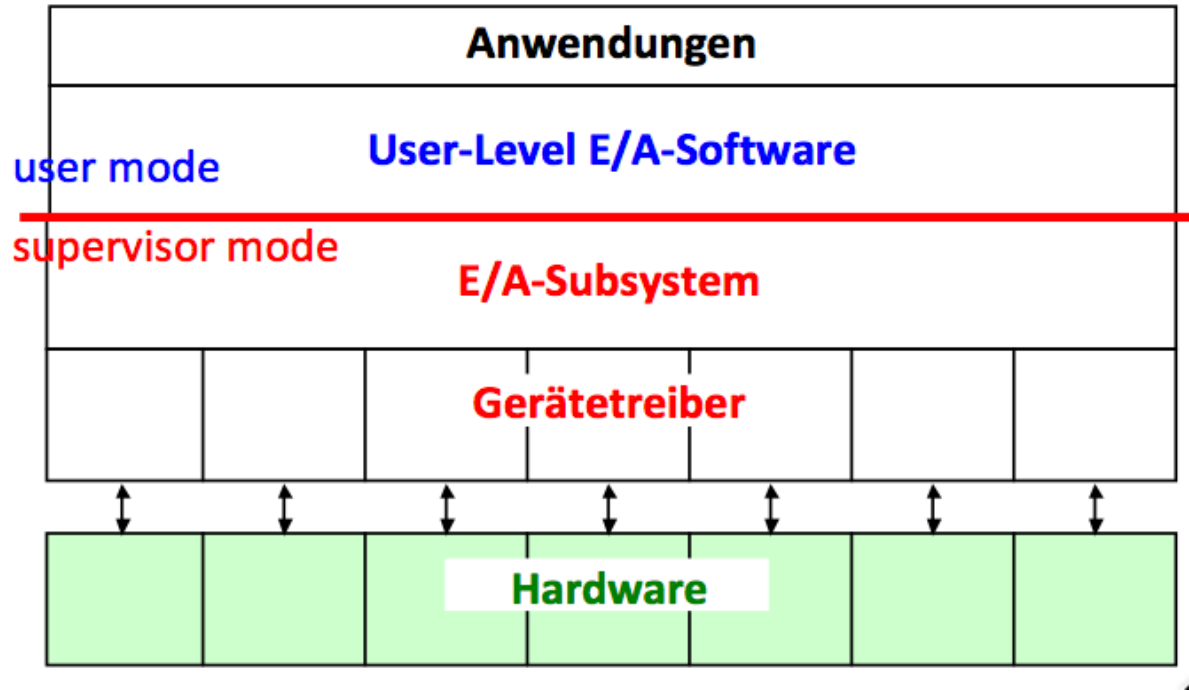 Anwendungen
User-Level E/A-Software
user mode
supervisor mode
E/A-Subsystem
Gerätetreiber
Hardware